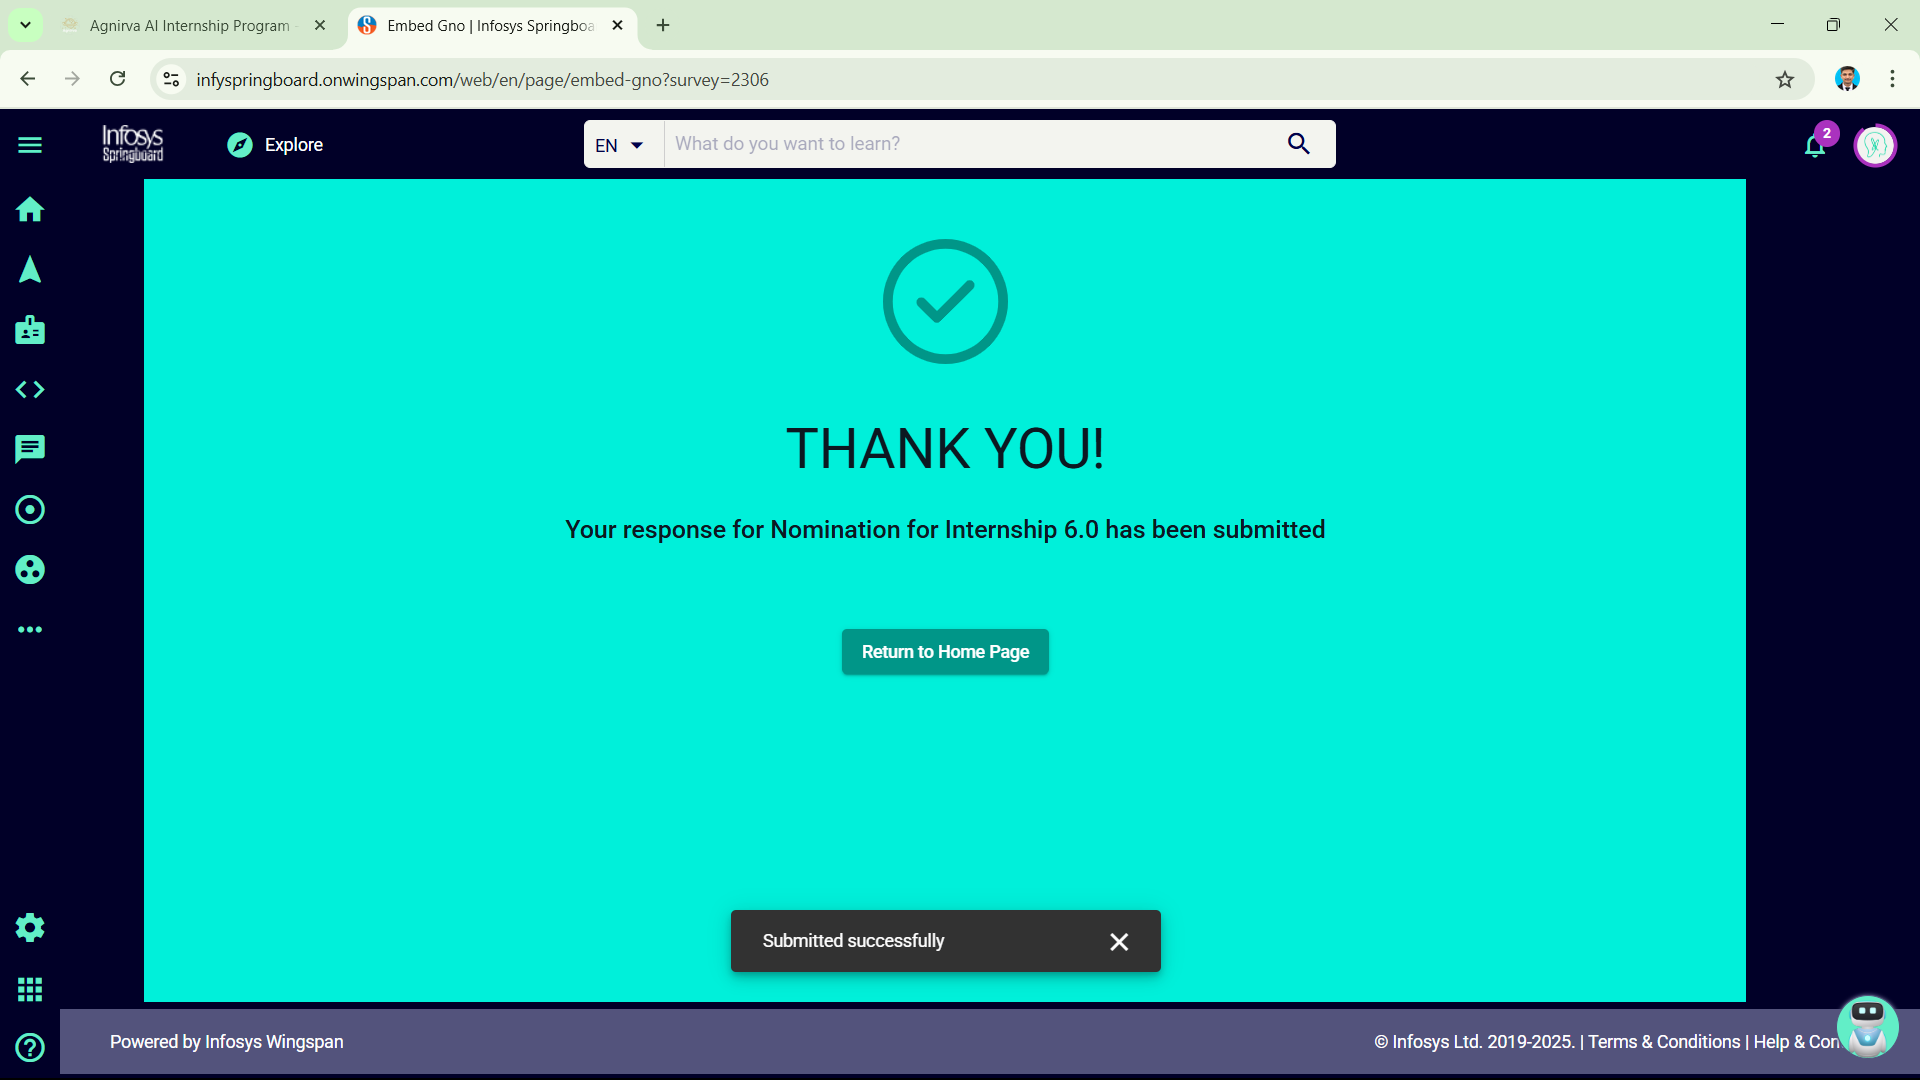 Agnirva AI Internship Program -
Embed Gno | Infosys Springboa
infyspringboard.onwingspan.com/web/en/page/embed-gno?survey=2306
Infosys
Springboard
Explore
EN
What do you want to learn?
2
THANK YOU!
Your response for Nomination for Internship 6.0 has been submitted
Return to Home Page
Submitted successfully
Powered by Infosys Wingspan
© Infosys Ltd. 2019-2025. | Terms & Conditions | Help & Con